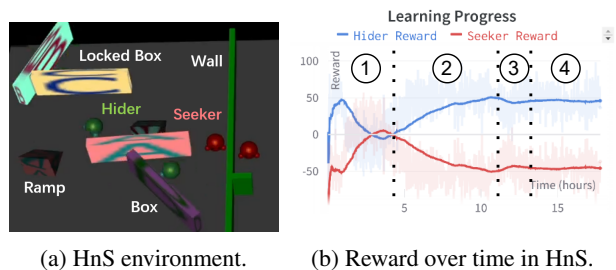 Locked Box
Wall
Hider
Seeker
Ramp
Box
(a) HnS environment.
Learning Progress
Hider Reward Seeker Reward
Reward
100
50
0
-50
1 2 3 4
Time (hours)
5 10 15
(b) Reward over time in HnS.